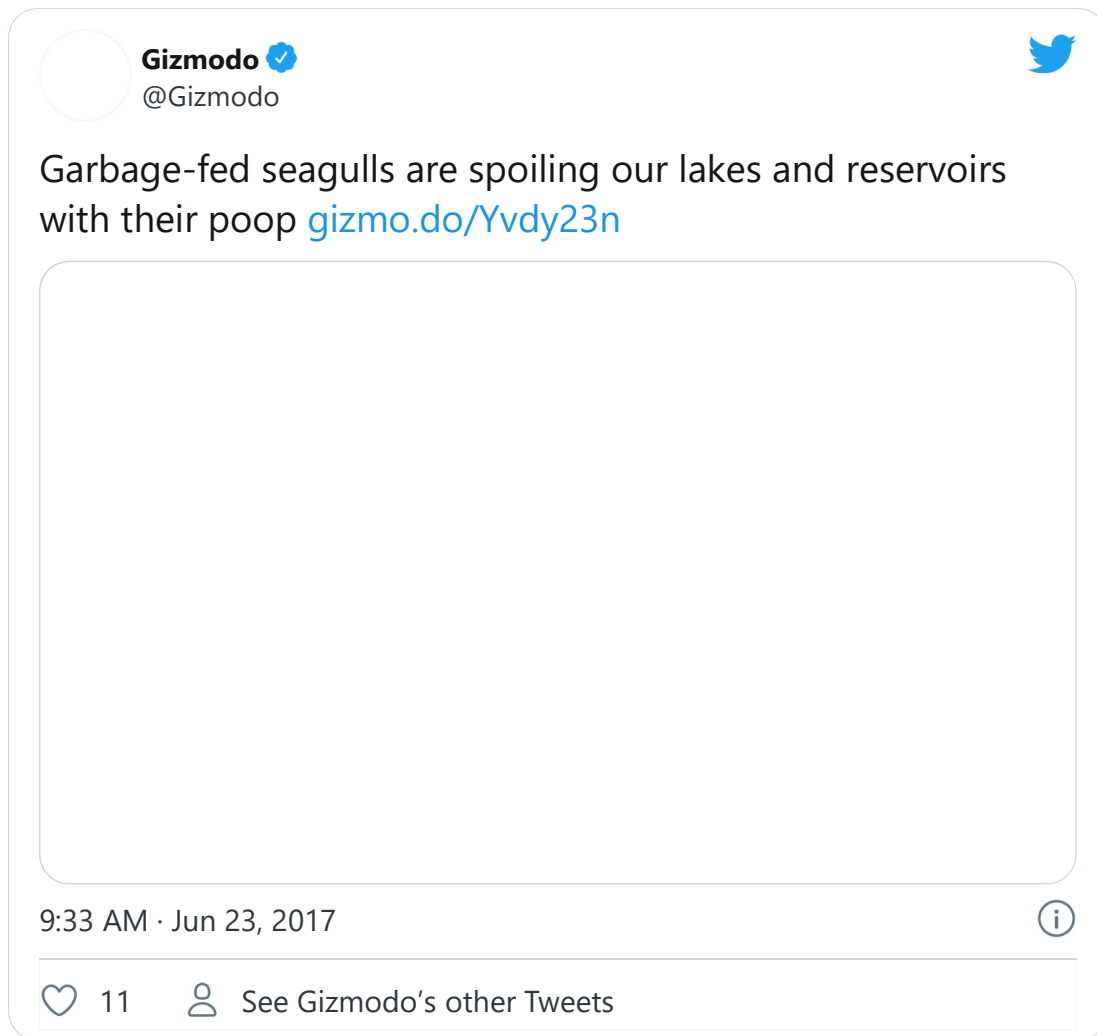 Gizmodo
@Gizmodo
Garbage-fed seagulls are spoiling our lakes and reservoirs
with their poop gizmo.do/Yvdy23n
9:33 AM · Jun 23, 2017
11 See Gizmodo's other Tweets